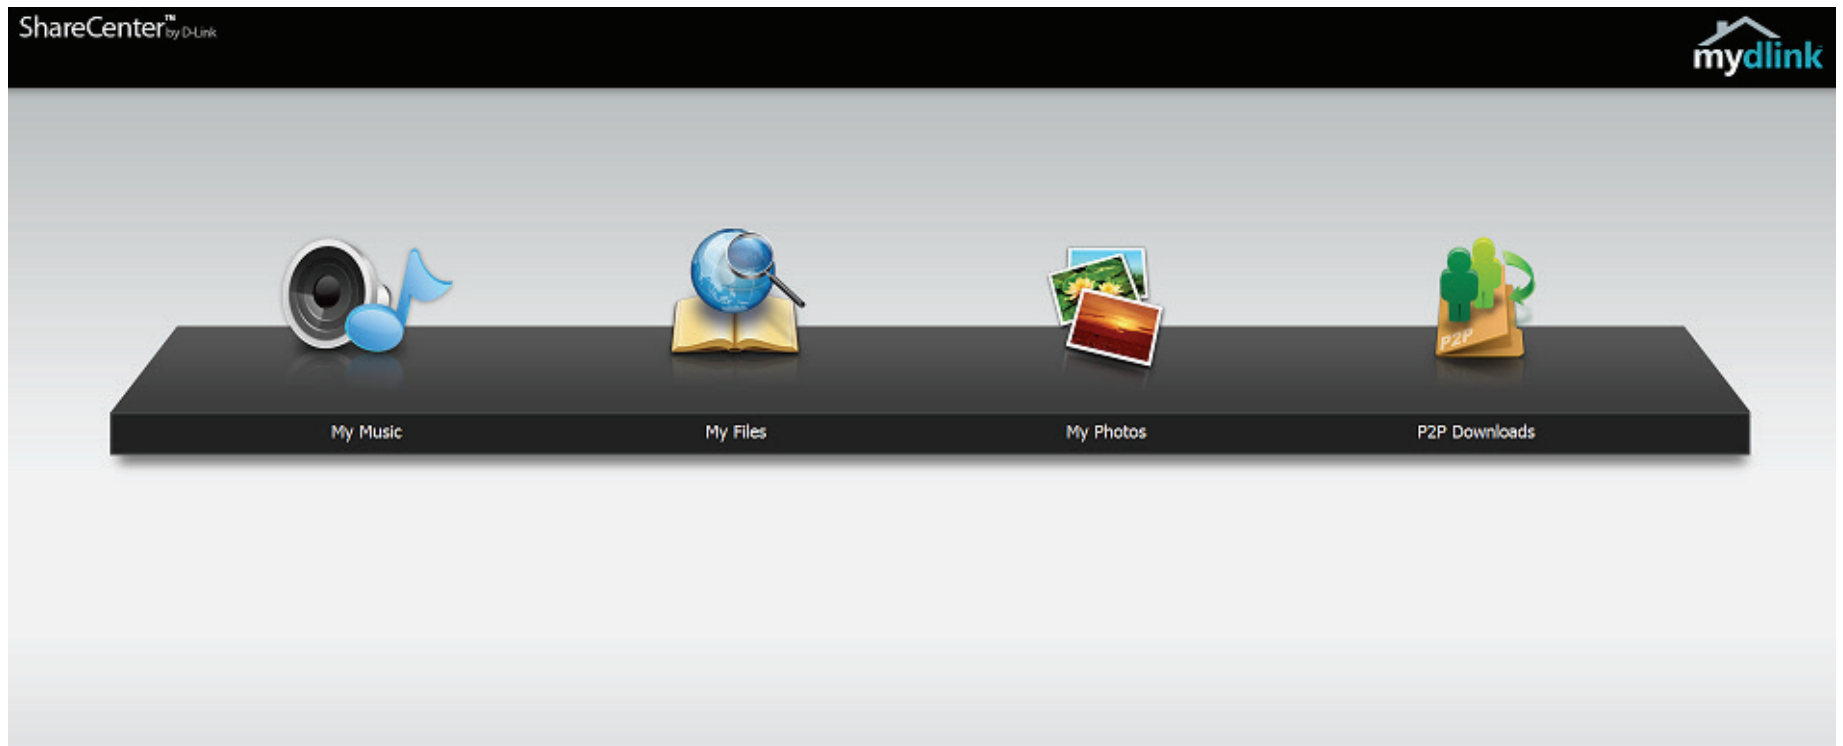 ShareCenter™ by D-Link
mydlink
P2P
My Music
My Files
My Photos
P2P Downloads